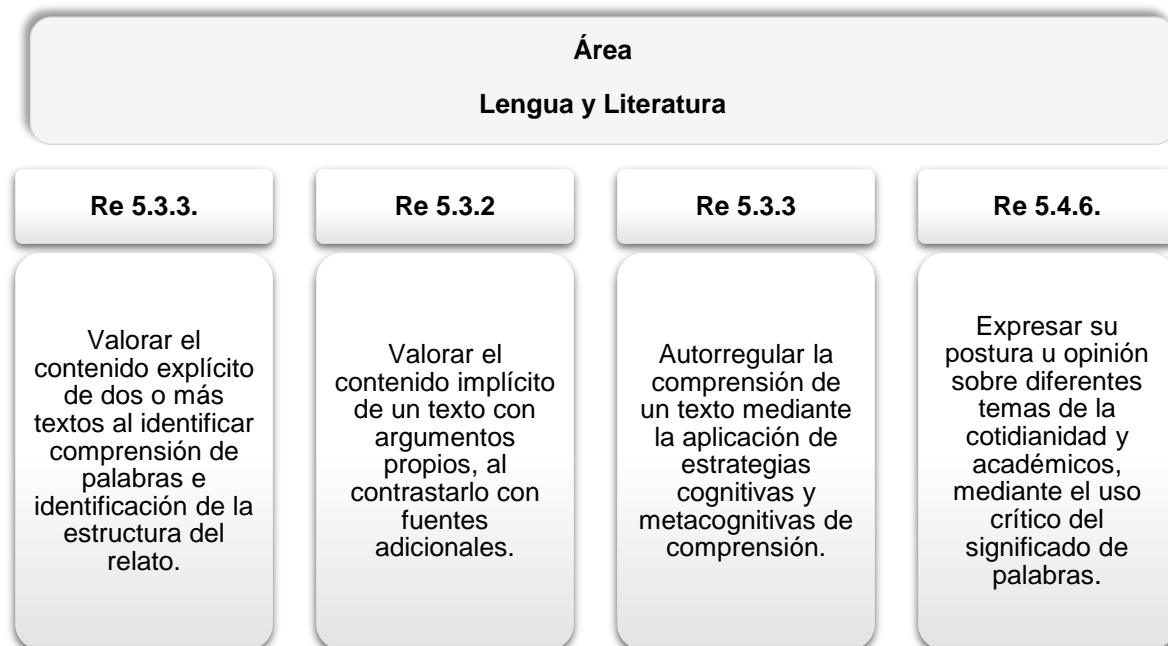 Área
Lengua y Literatura
Re 5.3.3.
Valorar el
contenido explícito
de dos o más
textos al identificar
comprensión de
palabras e
identificación de la
estructura del
relato.
Re 5.3.2
Valorar el
contenido implícito
de un texto con
argumentos
propios, al
contrastarlo con
fuentes
adicionales.
Re 5.3.3
Autorregular la
comprensión de
un texto mediante
la aplicación de
estrategias
cognitivas y
metacognitivas de
comprensión.
Re 5.4.6.
Expresar su
postura u opinión
sobre diferentes
temas de la
cotidianidad y
académicos,
mediante el uso
crítico del
significado de
palabras.